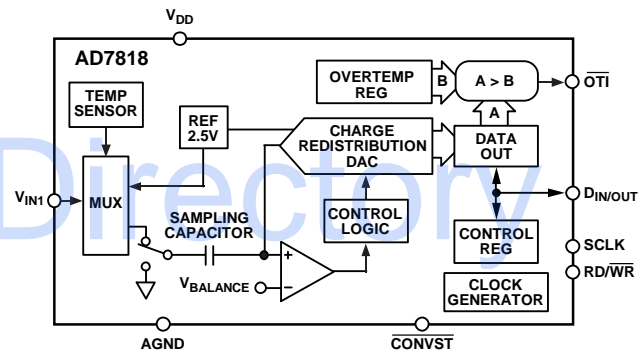 VDD
AD7818
TEMP
SENSOR
REF
2.5V
OVERTEMP
REG
B
A > B
OTI
A
CHARGE
REDISTRIBUTION
DAC
DATA
OUT
VIN1
MUX
DIN/OUT
SAMPLING
CAPACITOR
CONTROL
LOGIC
CONTROL
REG
SCLK
RD/WR
+
VBALANCE
−
CLOCK
GENERATOR
AGND
CONVST
Directory